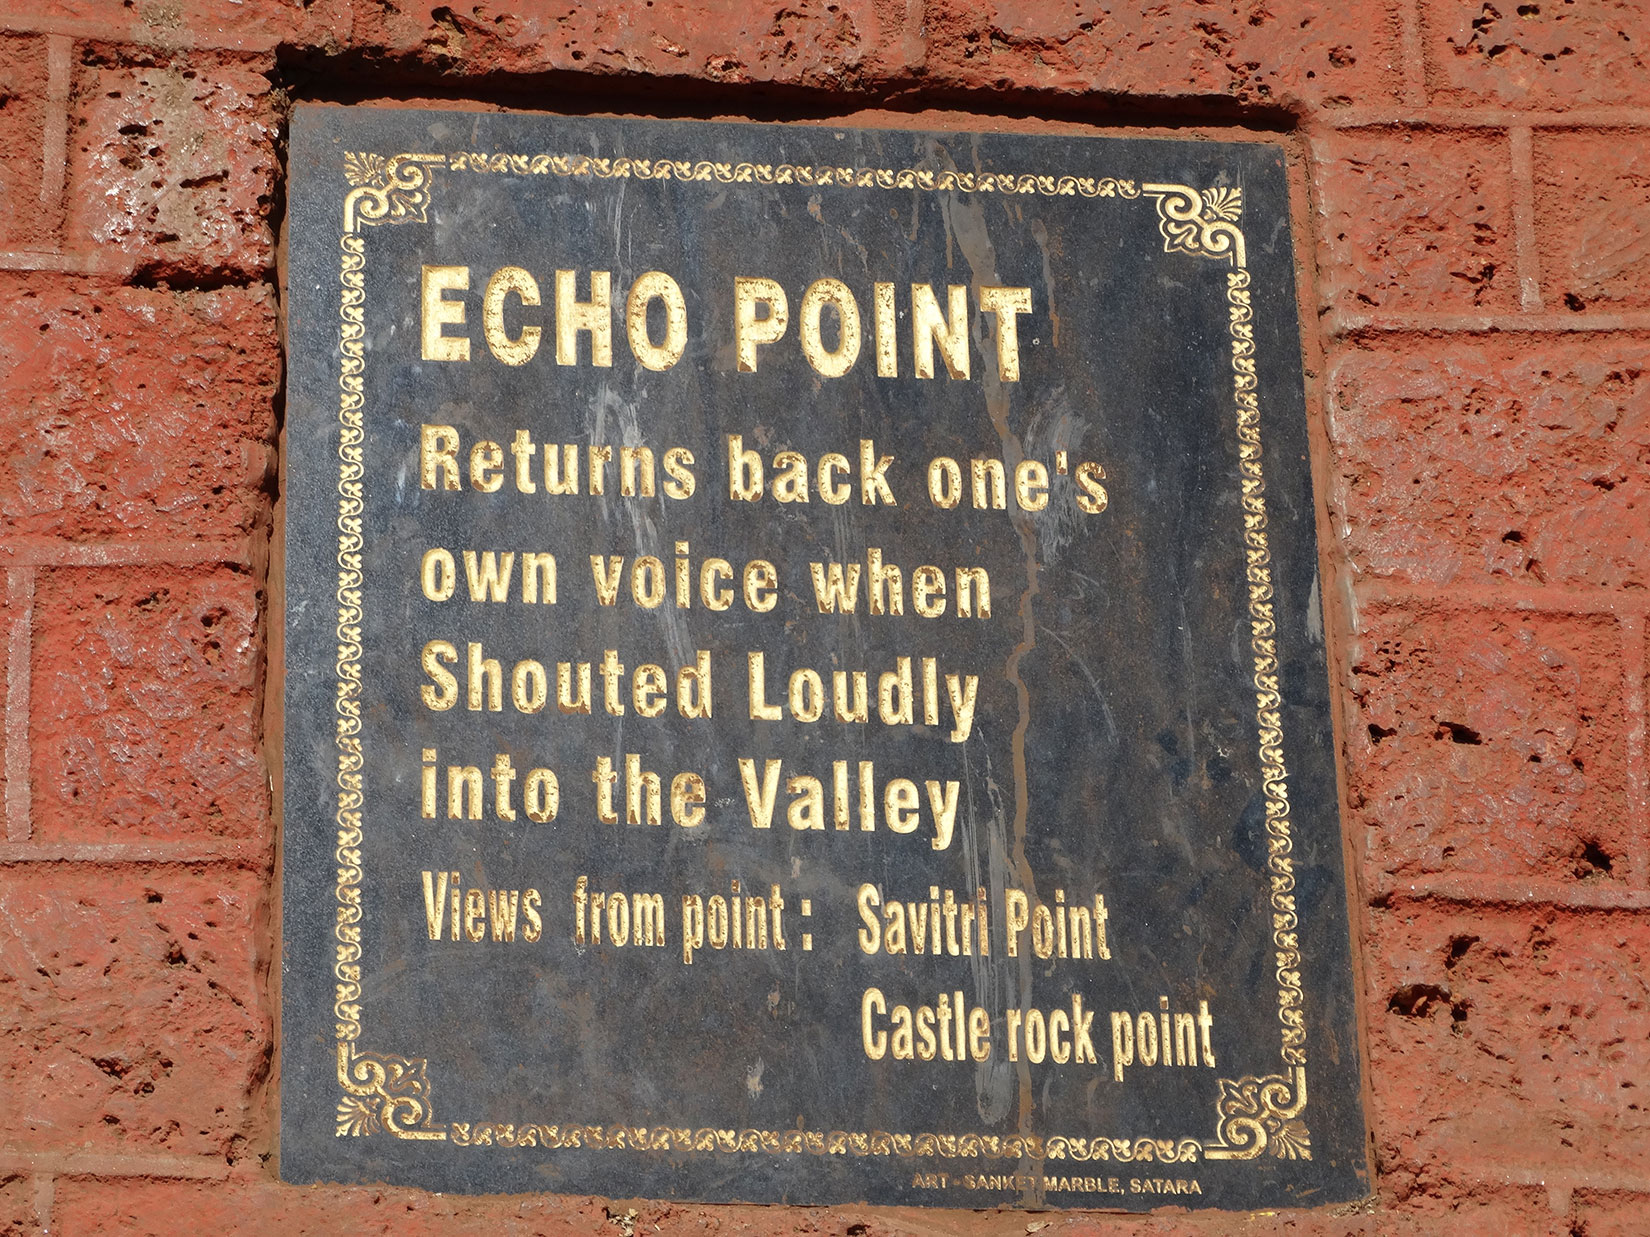 ECHO POINT
Returns back one's
own voice when
Shouted Loudly
into the Valley
Views from point : Savitri Point
Castle rock point
ART - SANKET MARBLE, SATARA